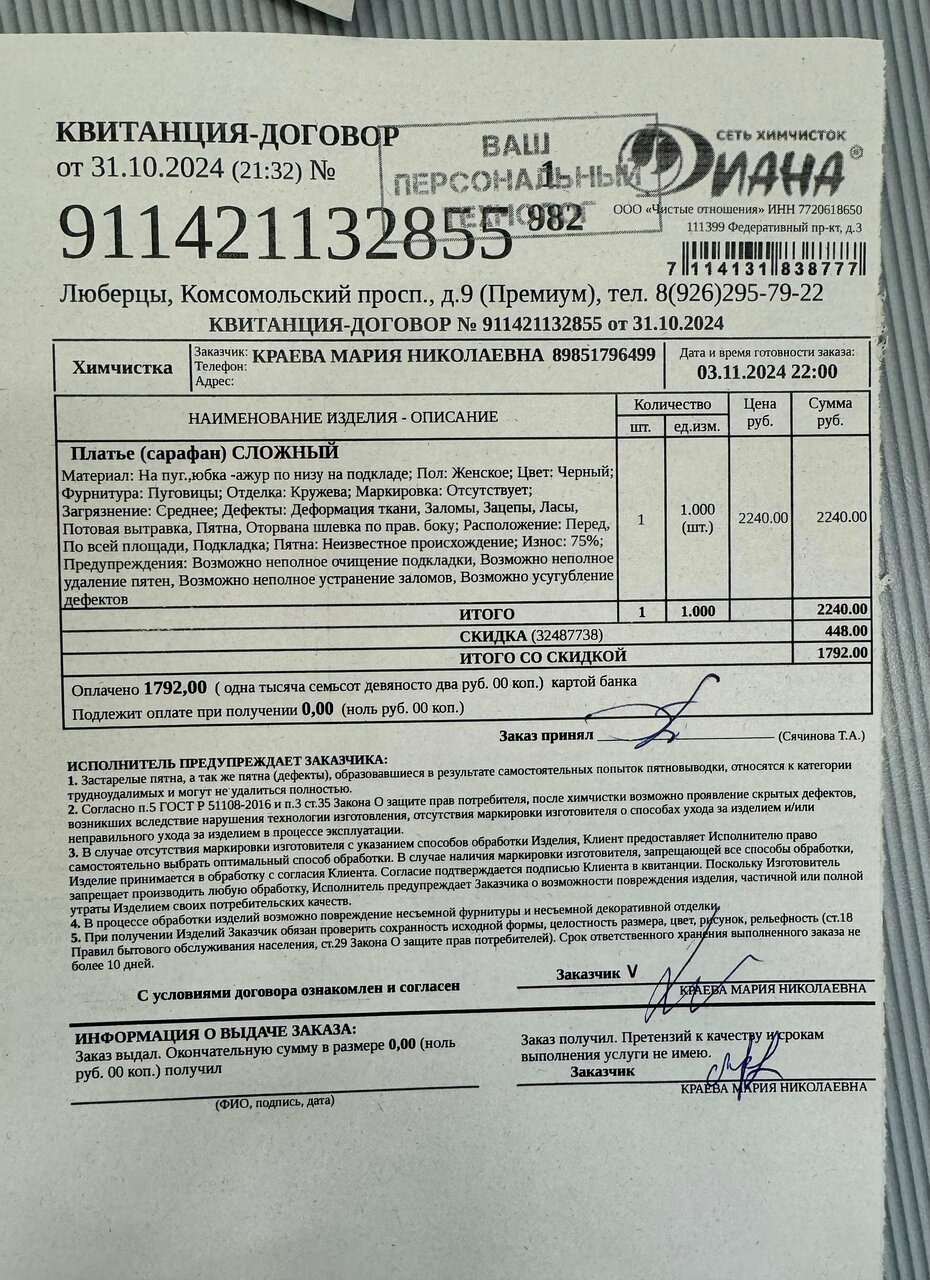 КВИТАНЦИЯ-ДОГОВОР
от 31.10.2024 (21:32) №
911421132855
1
982
ВАШ
ПЕРСОНАЛЬНЫЙ
ТЕХНОЛОГ
СЕТЬ ХИМЧИСТОК
ДИАНА®
ООО «Чистые отношения» ИНН 7720618650
111399 Федеративный пр-кт, д.3
7 114131 838777
Люберцы, Комсомольский просп., д.9 (Премиум), тел. 8(926)295-79-22
КВИТАНЦИЯ-ДОГОВОР № 911421132855 от 31.10.2024
Химчистка
Заказчик: КРАЕВА МАРИЯ НИКОЛАЕВНА 89851796499
Телефон:
Адрес:
Дата и время готовности заказа:
03.11.2024 22:00
НАИМЕНОВАНИЕ ИЗДЕЛИЯ - ОПИСАНИЕ
Количество
шт. ед.изм.
Цена
руб.
Сумма
руб.
Платье (сарафан) СЛОЖНЫЙ
Материал: На пуг.,юбка -ажур по низу на подкладе; Пол: Женское; Цвет: Черный;
Фурнитура: Пуговицы; Отделка: Кружева; Маркировка: Отсутствует;
Загрязнение: Среднее; Дефекты: Деформация ткани, Заломы, Зацепы, Ласы,
Потовая вытравка, Пятна, Оторвана шлевка по прав. боку; Расположение: Перед,
По всей площади, Подкладка; Пятна: Неизвестное происхождение; Износ: 75%;
Предупреждения: Возможно неполное очищение подкладки, Возможно неполное
удаление пятен, Возможно неполное устранение заломов, Возможно усугубление
дефектов
1
1.000
(шт.)
2240.00
2240.00
ИТОГО 1 1.000 2240.00
СКИДКА (32487738) 448.00
ИТОГО СО СКИДКОЙ 1792.00
Оплачено 1792,00 ( одна тысяча семьсот девяносто два руб. 00 коп.) картой банка
Подлежит оплате при получении 0,00 (ноль руб. 00 коп.)
Заказ принял (Сячинова Т.А.)
ИСПОЛНИТЕЛЬ ПРЕДУПРЕЖДАЕТ ЗАКАЗЧИКА:
1. Застарелые пятна, а так же пятна (дефекты), образовавшиеся в результате самостоятельных попыток пятновыводки, относятся к категории
трудноудалимых и могут не удалиться полностью.
2. Согласно п.5 ГОСТ Р 51108-2016 и п.3 ст.35 Закона О защите прав потребителя, после химчистки возможно проявление скрытых дефектов,
возникших вследствие нарушения технологии изготовления, отсутствия маркировки изготовителя о способах ухода за изделием и/или
неправильного ухода за изделием в процессе эксплуатации.
3. В случае отсутствия маркировки изготовителя с указанием способов обработки Изделия, Клиент предоставляет Исполнителю право
самостоятельно выбрать оптимальный способ обработки. В случае наличия маркировки изготовителя, запрещающей все способы обработки,
Изделие принимается в обработку с согласия Клиента. Согласие подтверждается подписью Клиента в квитанции. Поскольку Изготовитель
запрещает производить любую обработку, Исполнитель предупреждает Заказчика о возможности повреждения изделия, частичной или полной
утраты Изделием своих потребительских качеств.
4. В процессе обработки изделий возможно повреждение несъемной фурнитуры и несъемной декоративной отделки.
5. При получении Изделий Заказчик обязан проверить сохранность исходной формы, целостность размера, цвет, рисунок, рельефность (ст.18
Правил бытового обслуживания населения, ст.29 Закона О защите прав потребителей). Срок ответственного хранения выполненного заказа не
более 10 дней.
С условиями договора ознакомлен и согласен
Заказчик V
КРАЕВА МАРИЯ НИКОЛАЕВНА
ИНФОРМАЦИЯ О ВЫДАЧЕ ЗАКАЗА:
Заказ выдал. Окончательную сумму в размере 0,00 (ноль
руб. 00 коп.) получил
(ФИО, подпись, дата)
Заказ получил. Претензий к качеству и срокам
выполнения услуги не имею.
Заказчик
КРАЕВА МАРИЯ НИКОЛАЕВНА